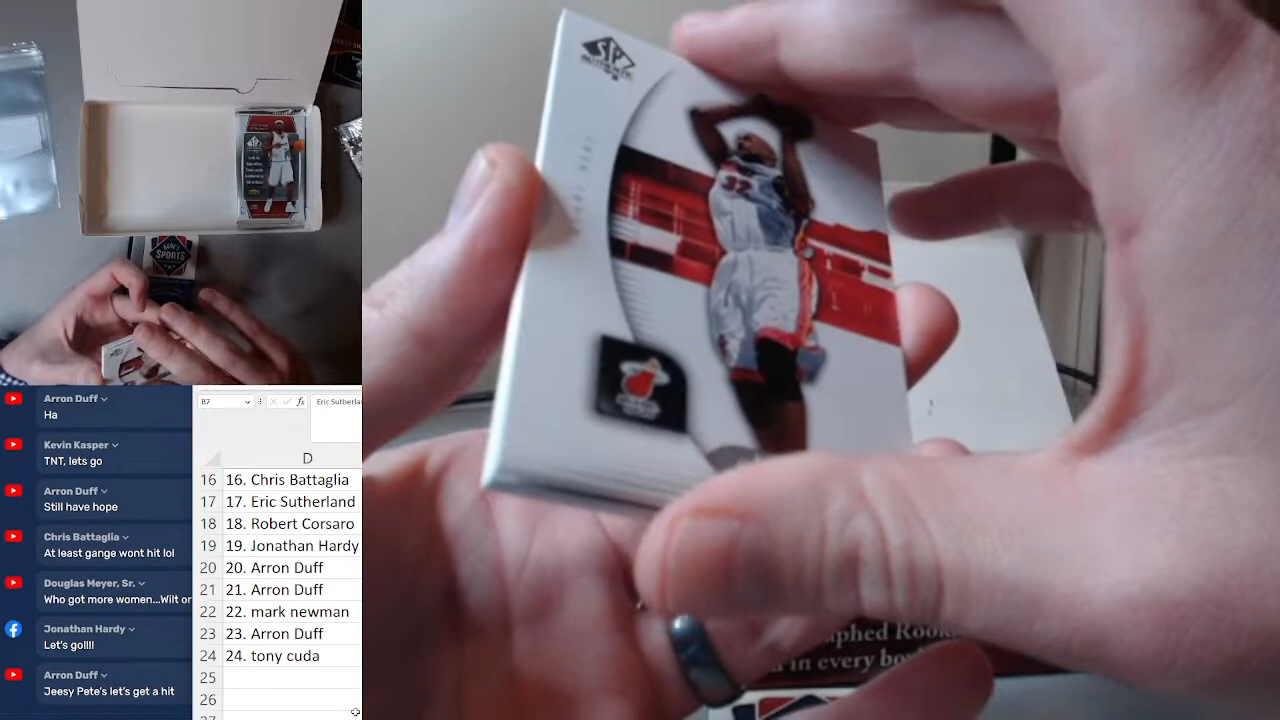 SP
AUTHENTIC
32
SPORTS
Arron Duff
Ha
Kevin Kasper
TNT, lets go
Arron Duff
Still have hope
Chris Battaglia
At least gange wont hit lol
Douglas Meyer, Sr.
Who got more women...Wilt or
Jonathan Hardy
Let's go!!!!
Arron Duff
Jeesy Pete's let's get a hit
B7
fx
Eric Sutherla
D
16 16. Chris Battaglia
17 17. Eric Sutherland
18 18. Robert Corsaro
19 19. Jonathan Hardy
20 20. Arron Duff
21 21. Arron Duff
22 22. mark newman
23 23. Arron Duff
24 24. tony cuda
25
26
27
aphed Rook
d in every bo